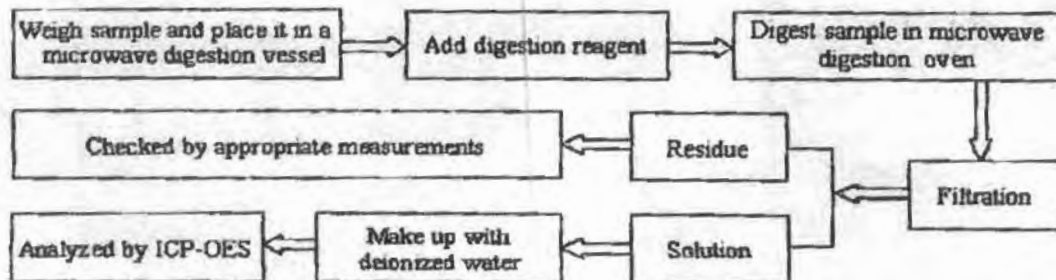 Weigh sample and place it in a
microwave digestion vessel
Add digestion reagent
Digest sample in microwave
digestion oven
Checked by appropriate measurements
Residue
Filtration
Analyzed by ICP-OES
Make up with
deionized water
Solution